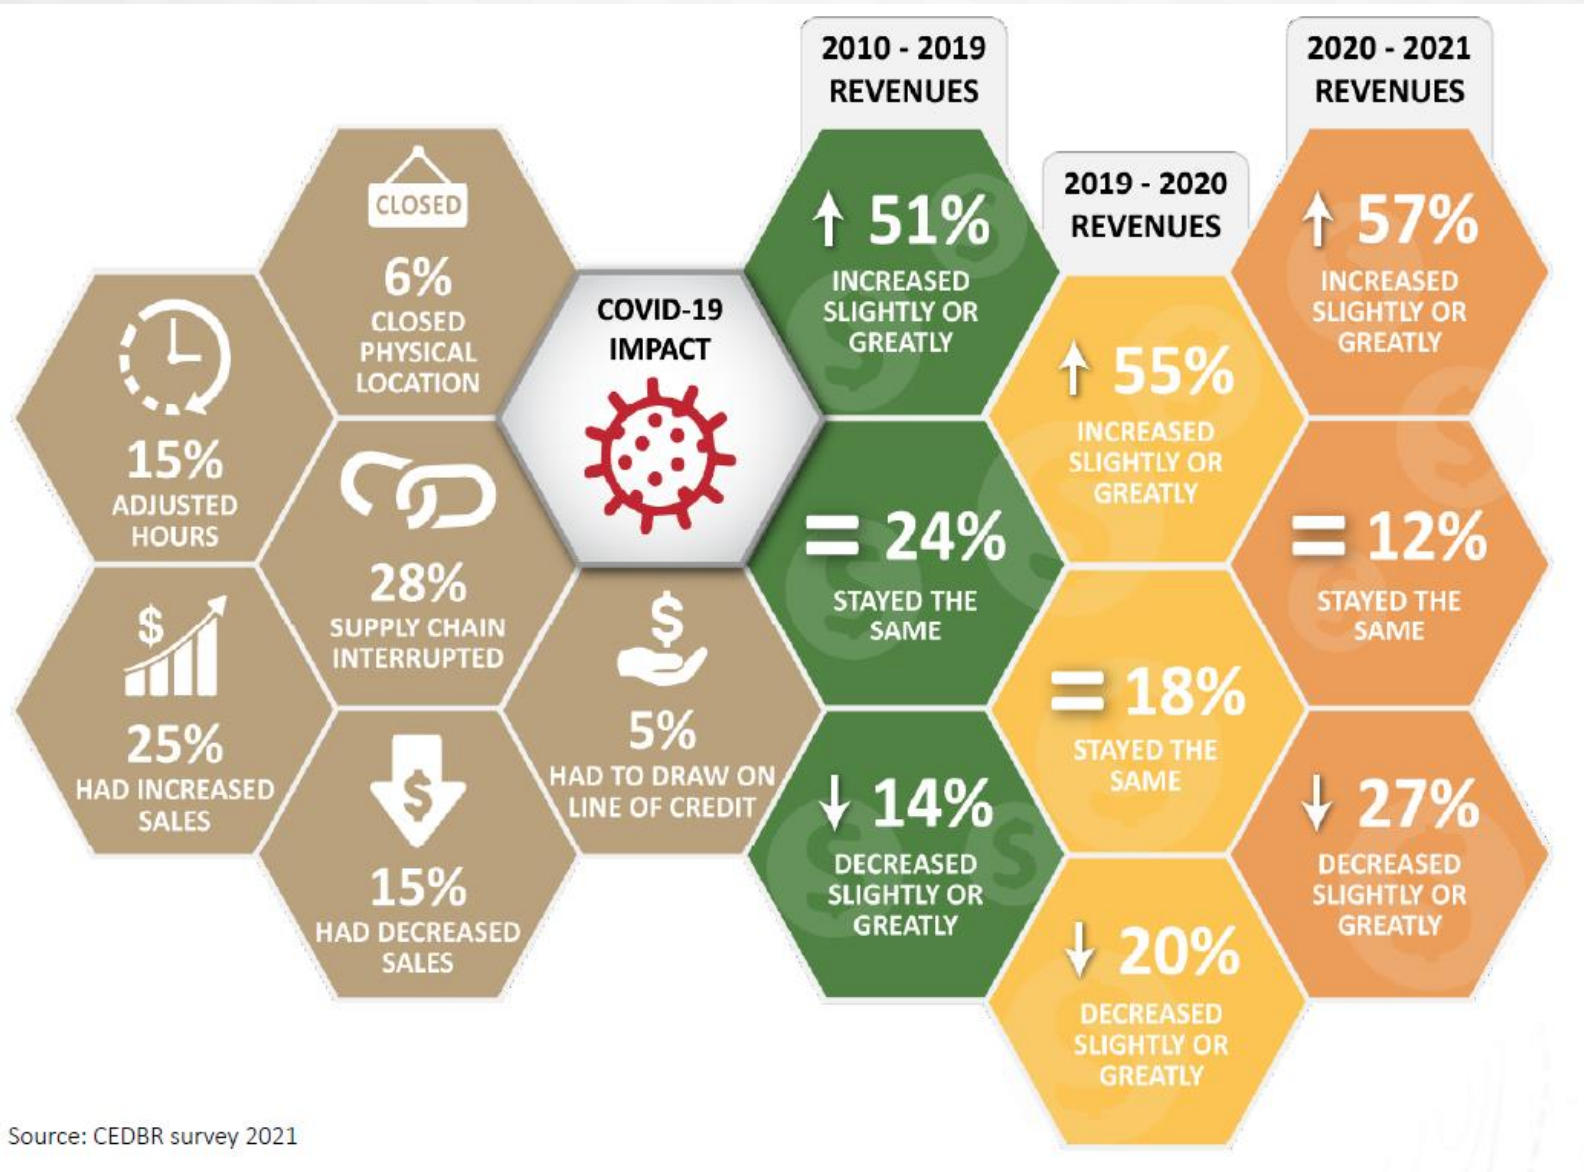 CLOSED
6%
CLOSED
PHYSICAL
LOCATION
15%
ADJUSTED
HOURS
28%
SUPPLY CHAIN
INTERRUPTED
$
25%
HAD INCREASED
SALES
$
15%
HAD DECREASED
SALES
COVID-19
IMPACT
$
5%
HAD TO DRAW ON
LINE OF CREDIT
2010 - 2019
REVENUES
51%
INCREASED
SLIGHTLY OR
GREATLY
= 24%
STAYED THE
SAME
14%
DECREASED
SLIGHTLY OR
GREATLY
2019 - 2020
REVENUES
55%
INCREASED
SLIGHTLY OR
GREATLY
= 18%
STAYED THE
SAME
20%
DECREASED
SLIGHTLY OR
GREATLY
2020 - 2021
REVENUES
57%
INCREASED
SLIGHTLY OR
GREATLY
= 12%
STAYED THE
SAME
27%
DECREASED
SLIGHTLY OR
GREATLY
Source: CEDBR survey 2021